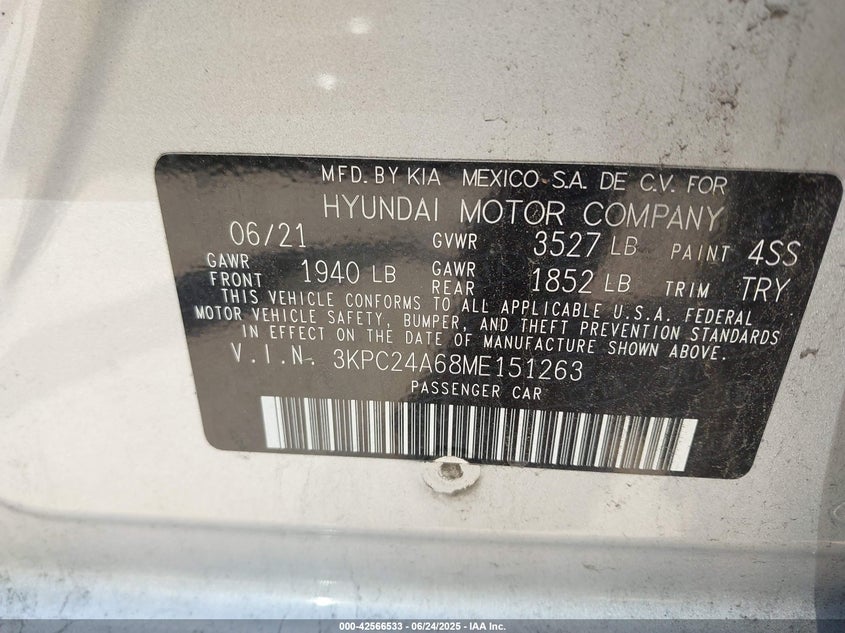 MFD. BY KIA MEXICO S.A. DE C.V. FOR
HYUNDAI MOTOR COMPANY
06/21 GVWR 3527 LB PAINT 4SS
GAWR FRONT 1940 LB GAWR REAR 1852 LB TRIM TRY
THIS VEHICLE CONFORMS TO ALL APPLICABLE U.S.A. FEDERAL
MOTOR VEHICLE SAFETY, BUMPER, AND THEFT PREVENTION STANDARDS
IN EFFECT ON THE DATE OF MANUFACTURE SHOWN ABOVE.
V.I.N. 3KPC24A68ME151263
PASSENGER CAR
000-42566533 - 06/24/2025 - IAA Inc.